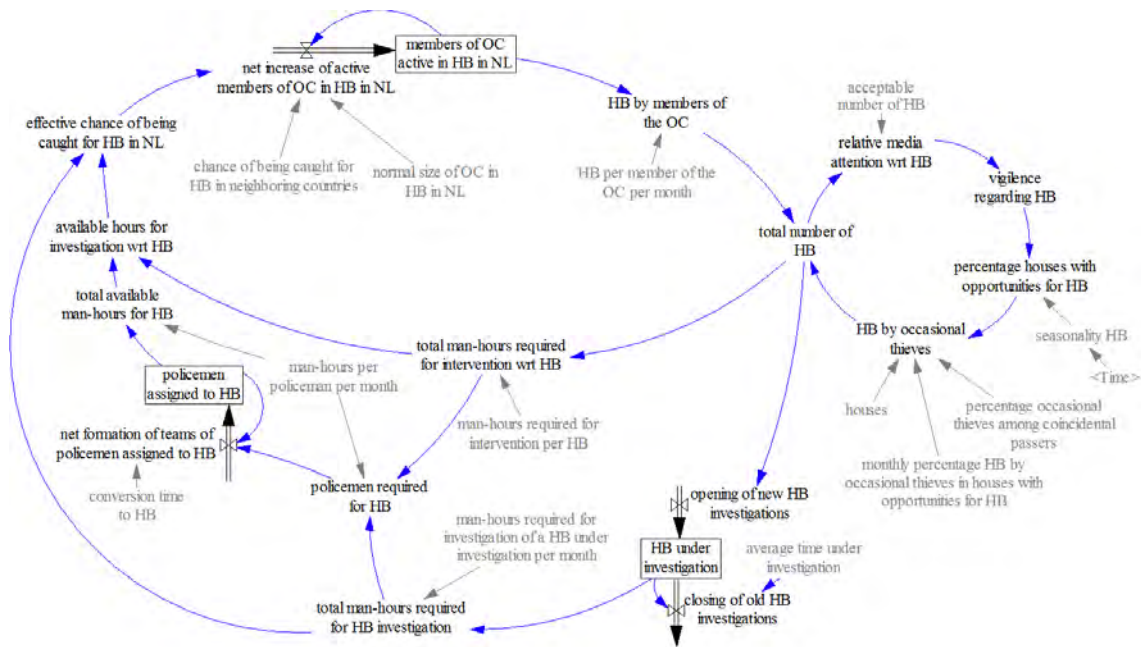 members of OC
active in HB in NL
net increase of active
members of OC in HB in NL
acceptable
number of HB
HB by members of
the OC
effective chance of being
caught for HB in NL
relative media
attention wrt HB
chance of being caught for
HB in neighboring countries
normal size of OC in
HB in NL
HB per member of the
OC per month
vigilence
regarding HB
available hours for
investigation wrt HB
total number of
HB
percentage houses with
opportunities for HB
total available
man-hours for HB
HB by occasional
thieves
seasonality HB
total man-hours required
for intervention wrt HB
man-hours per
policeman per month
policemen
assigned to HB
<Time>
houses
percentage occasional
thieves among coincidental
passers
man-hours required for
intervention per HB
net formation of teams of
policemen assigned to HB
monthly percentage HB by
occasional thieves in houses with
opportunities for HB
policemen required
for HB
conversion time
to HB
opening of new HB
investigations
man-hours required for
investigation of a HB under
investigation per month
HB under
investigation
average time under
investigation
total man-hours required
for HB investigation
closing of old HB
investigations